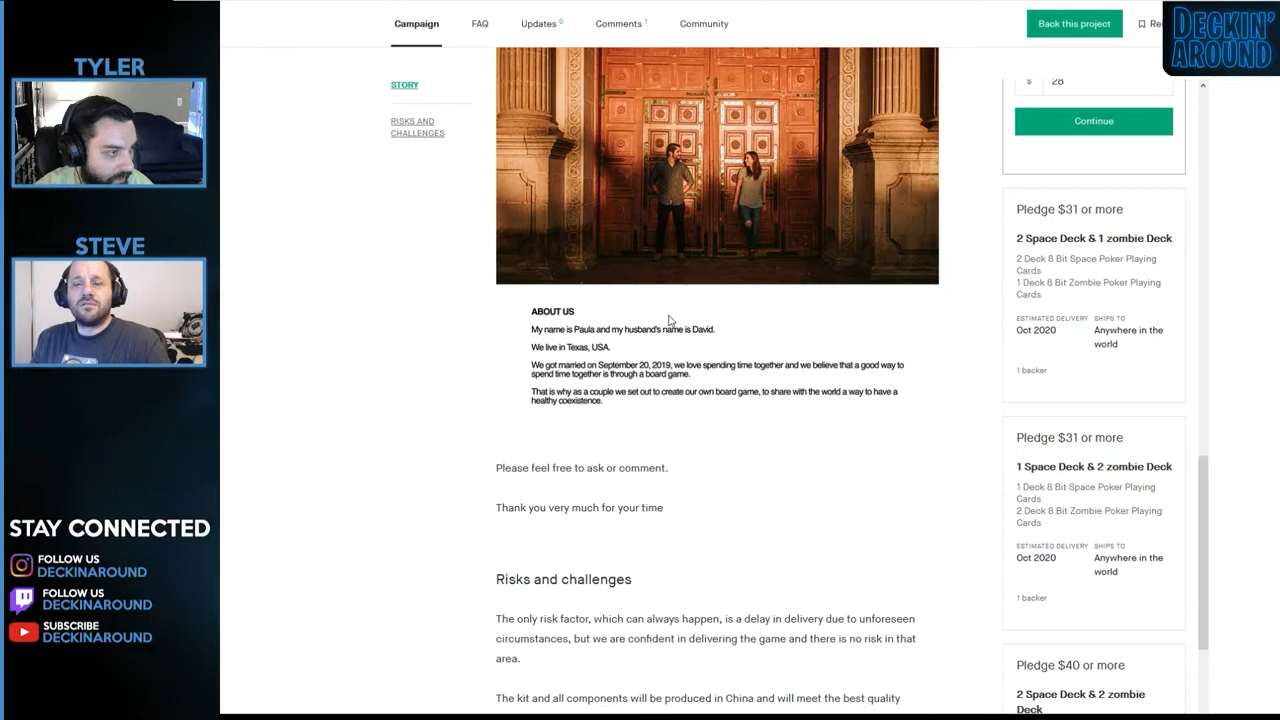 TYLER
STEVE
STAY CONNECTED
FOLLOW US
DECKINAROUND
FOLLOW US
DECKINAROUND
SUBSCRIBE
DECKINAROUND
Campaign
FAQ
Updates 0
Comments 1
Community
Back this project
DECKIN'
AROUND
STORY
RISKS AND
CHALLENGES
ABOUT US
My name is Paula and my husband's name is David.
We live in Texas, USA.
We got married on September 20, 2019, we love spending time together and we believe that a good way to
spend time together is through a board game.
That is why as a couple we set out to create our own board game, to share with the world a way to have a
healthy coexistence.
Please feel free to ask or comment.
Thank you very much for your time
Risks and challenges
The only risk factor, which can always happen, is a delay in delivery due to unforeseen
circumstances, but we are confident in delivering the game and there is no risk in that
area.
The kit and all components will be produced in China and will meet the best quality
$ 28
Continue
Pledge $31 or more
2 Space Deck & 1 zombie Deck
2 Deck 8 Bit Space Poker Playing
Cards
1 Deck 8 Bit Zombie Poker Playing
Cards
ESTIMATED DELIVERY
Oct 2020
SHIPS TO
Anywhere in the
world
1 backer
Pledge $31 or more
1 Space Deck & 2 zombie Deck
1 Deck 8 Bit Space Poker Playing
Cards
2 Deck 8 Bit Zombie Poker Playing
Cards
ESTIMATED DELIVERY
Oct 2020
SHIPS TO
Anywhere in the
world
1 backer
Pledge $40 or more
2 Space Deck & 2 zombie
Deck